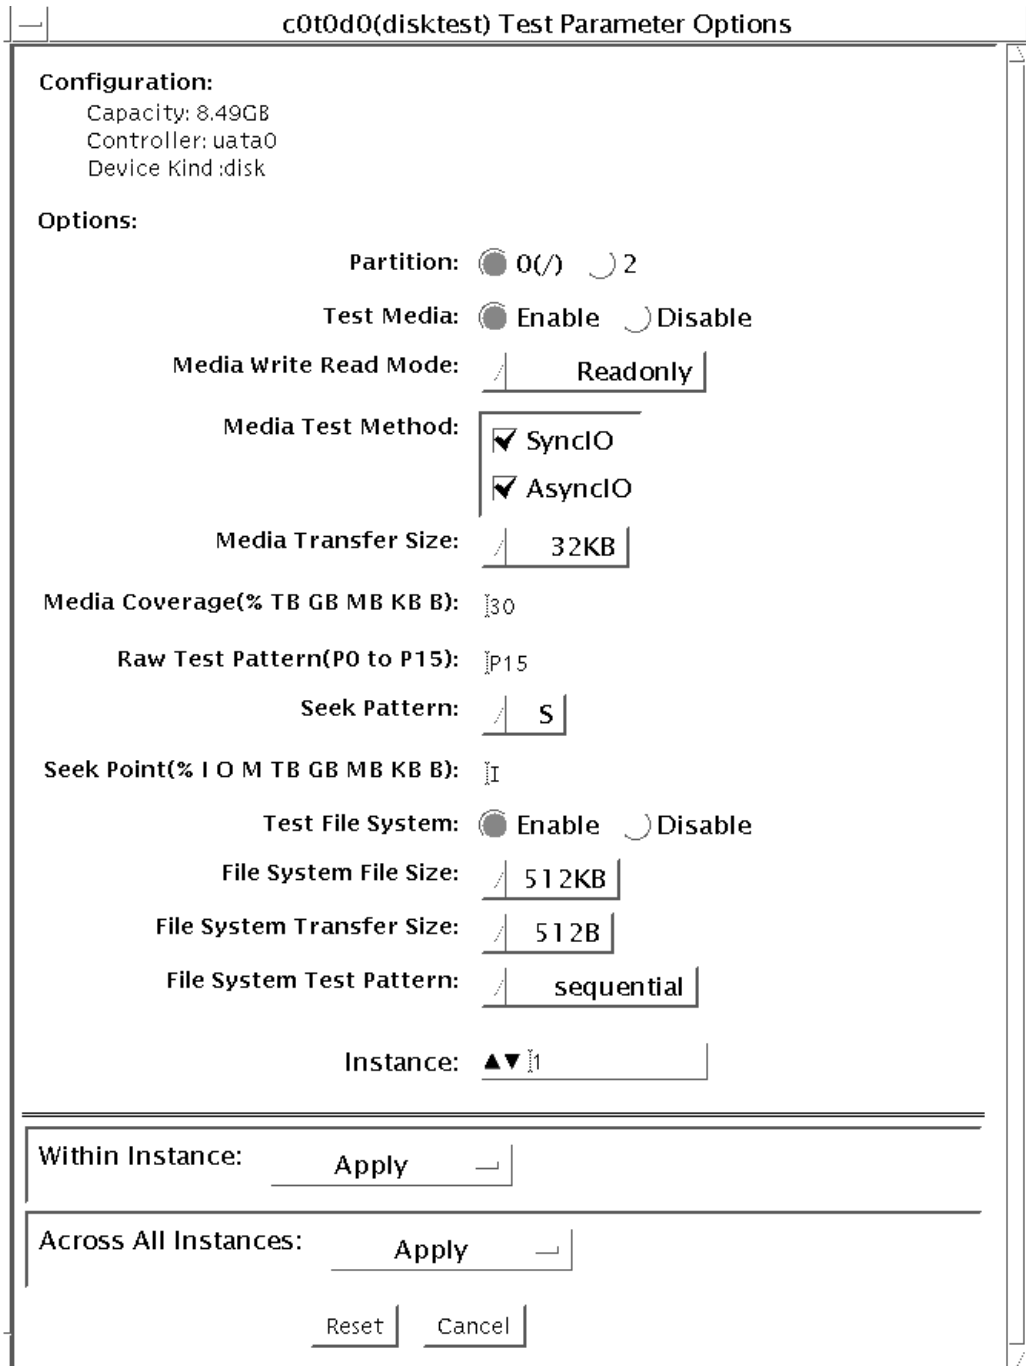 c0t0d0(disktest) Test Parameter Options
Configuration:
Capacity: 8.49GB
Controller: uata0
Device Kind :disk
Options:
Partition: 0(/) 2
Test Media: Enable Disable
Media Write Read Mode: Readonly
Media Test Method: SyncIO
AsyncIO
Media Transfer Size: 32KB
Media Coverage(% TB GB MB KB B): 30
Raw Test Pattern(P0 to P15): P15
Seek Pattern: S
Seek Point(% I O M TB GB MB KB B): I
Test File System: Enable Disable
File System File Size: 512KB
File System Transfer Size: 512B
File System Test Pattern: sequential
Instance: 1
Within Instance: Apply
Across All Instances: Apply
Reset Cancel